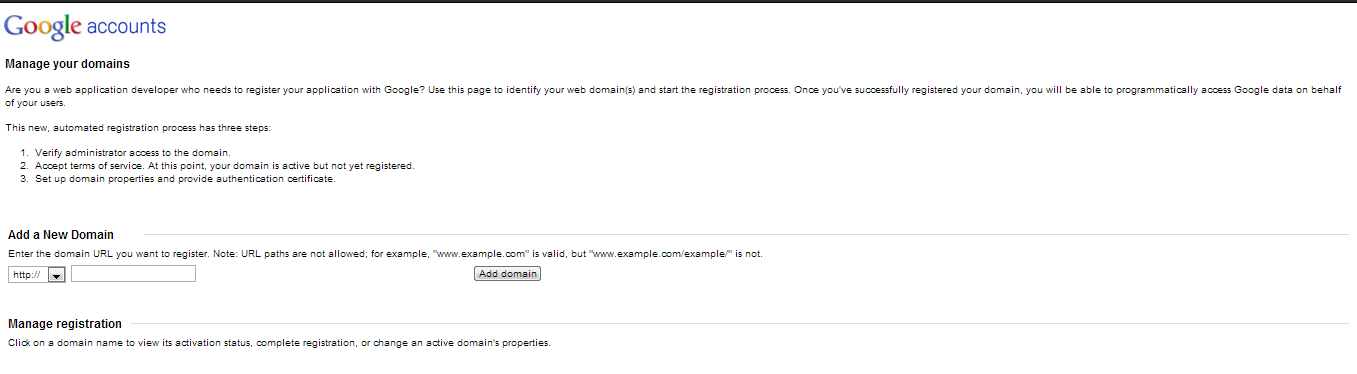 Google accounts
Manage your domains
Are you a web application developer who needs to register your application with Google? Use this page to identify your web domain(s) and start the registration process. Once you've successfully registered your domain, you will be able to programmatically access Google data on behalf
of your users.
This new, automated registration process has three steps:
1. Verify administrator access to the domain.
2. Accept terms of service. At this point, your domain is active but not yet registered.
3. Set up domain properties and provide authentication certificate.
Add a New Domain
Enter the domain URL you want to register. Note: URL paths are not allowed; for example, "www.example.com" is valid, but "www.example.com/example/" is not.
http:// Add domain
Manage registration
Click on a domain name to view its activation status, complete registration, or change an active domain's properties.